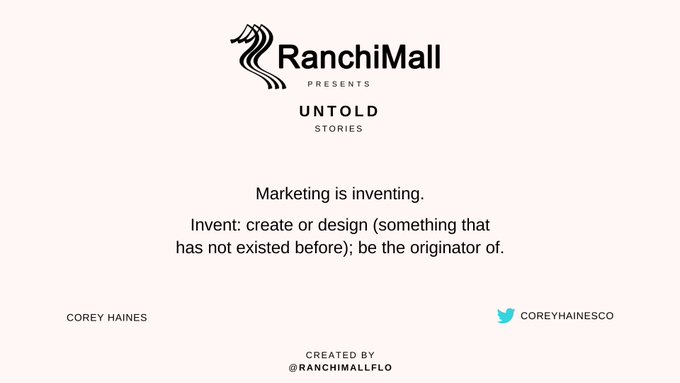 RanchiMall
PRESENTS
UNTOLD
STORIES
Marketing is inventing.
Invent: create or design (something that
has not existed before); be the originator of.
COREY HAINES
COREYHAINESCO
CREATED BY
@RANCHIMALLFLO